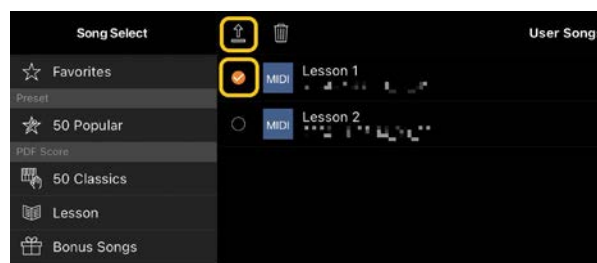 Song Select
User Song
Favorites
Preset
50 Popular
PDF Score
50 Classics
Lesson
Bonus Songs
MIDI
Lesson 1
MIDI
Lesson 2